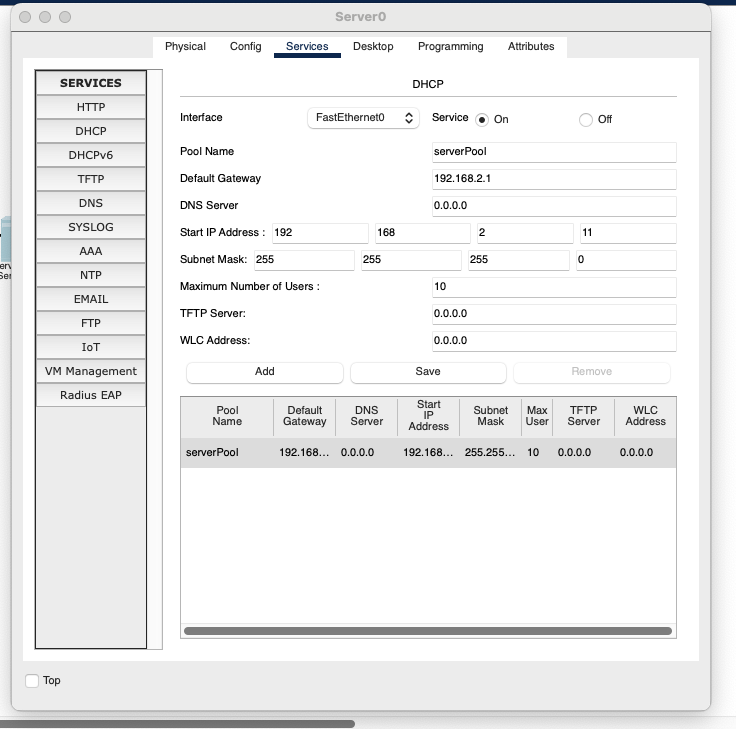 Server0
Physical Config Services Desktop Programming Attributes
SERVICES
HTTP
DHCP
DHCPv6
TFTP
DNS
SYSLOG
AAA
NTP
EMAIL
FTP
IoT
VM Management
Radius EAP
DHCP
Interface FastEthernet0 Service On Off
Pool Name serverPool
Default Gateway 192.168.2.1
DNS Server 0.0.0.0
Start IP Address : 192 168 2 11
Subnet Mask: 255 255 255 0
Maximum Number of Users : 10
TFTP Server: 0.0.0.0
WLC Address: 0.0.0.0
Add Save Remove
Pool Name Default Gateway DNS Server Start IP Address Subnet Mask Max User TFTP Server WLC Address
serverPool 192.168... 0.0.0.0 192.168... 255.255... 10 0.0.0.0 0.0.0.0
Top